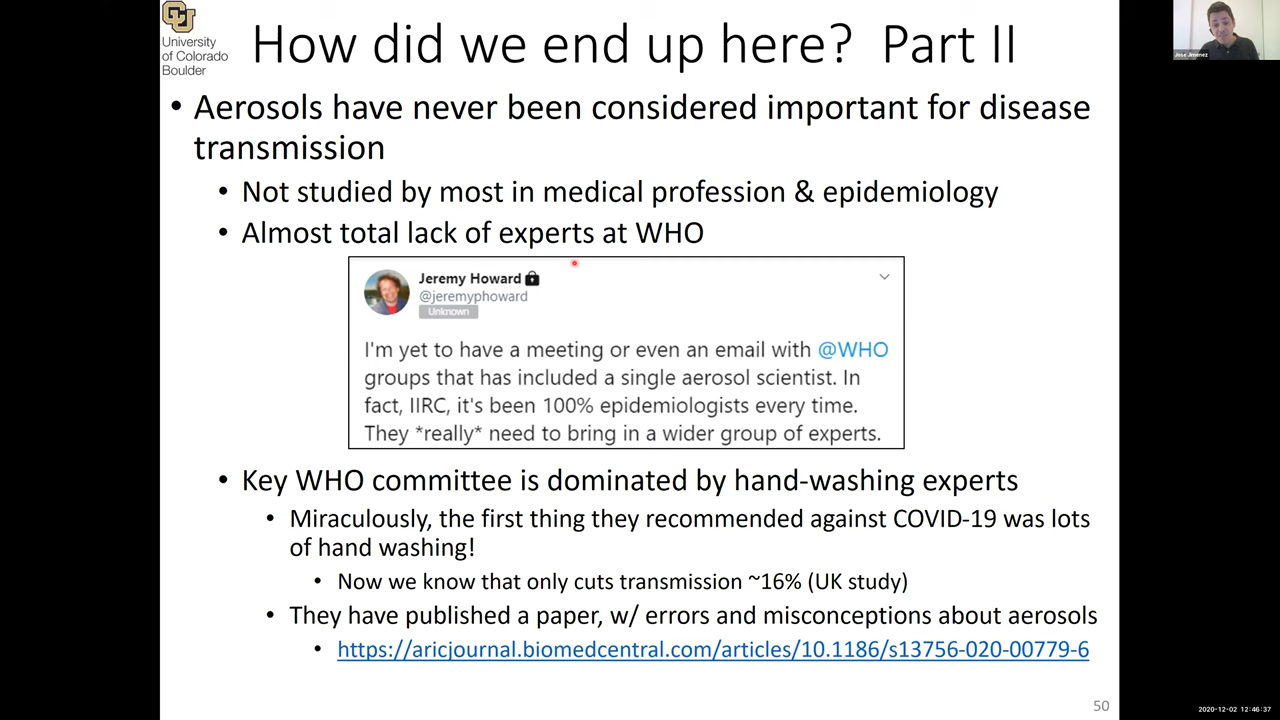 CU
University
of Colorado
Boulder
How did we end up here? Part II
Jose Jimenez
• Aerosols have never been considered important for disease
transmission
• Not studied by most in medical profession & epidemiology
• Almost total lack of experts at WHO
Jeremy Howard
@jeremyphoward
Unknown
I'm yet to have a meeting or even an email with @WHO
groups that has included a single aerosol scientist. In
fact, IIRC, it's been 100% epidemiologists every time.
They *really* need to bring in a wider group of experts.
• Key WHO committee is dominated by hand-washing experts
• Miraculously, the first thing they recommended against COVID-19 was lots
of hand washing!
• Now we know that only cuts transmission ~16% (UK study)
• They have published a paper, w/ errors and misconceptions about aerosols
• https://aricjournal.biomedcentral.com/articles/10.1186/s13756-020-00779-6
50
2020-12-02 12:46:37